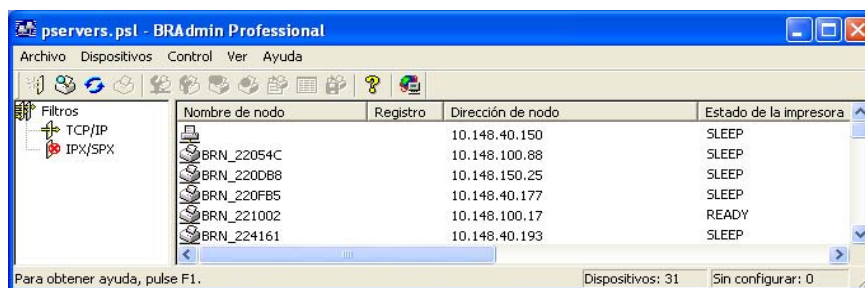 pservers.psl - BRAdmin Professional
Archivo Dispositivos Control Ver Ayuda
Filtros
TCP/IP
IPX/SPX
Nombre de nodo Registro Dirección de nodo Estado de la impresora
10.148.40.150 SLEEP
BRN_22054C 10.148.100.88 SLEEP
BRN_220DB8 10.148.150.25 SLEEP
BRN_220FB5 10.148.40.177 SLEEP
BRN_221002 10.148.100.17 READY
BRN_224161 10.148.40.193 SLEEP
Para obtener ayuda, pulse F1. Dispositivos: 31 Sin configurar: 0